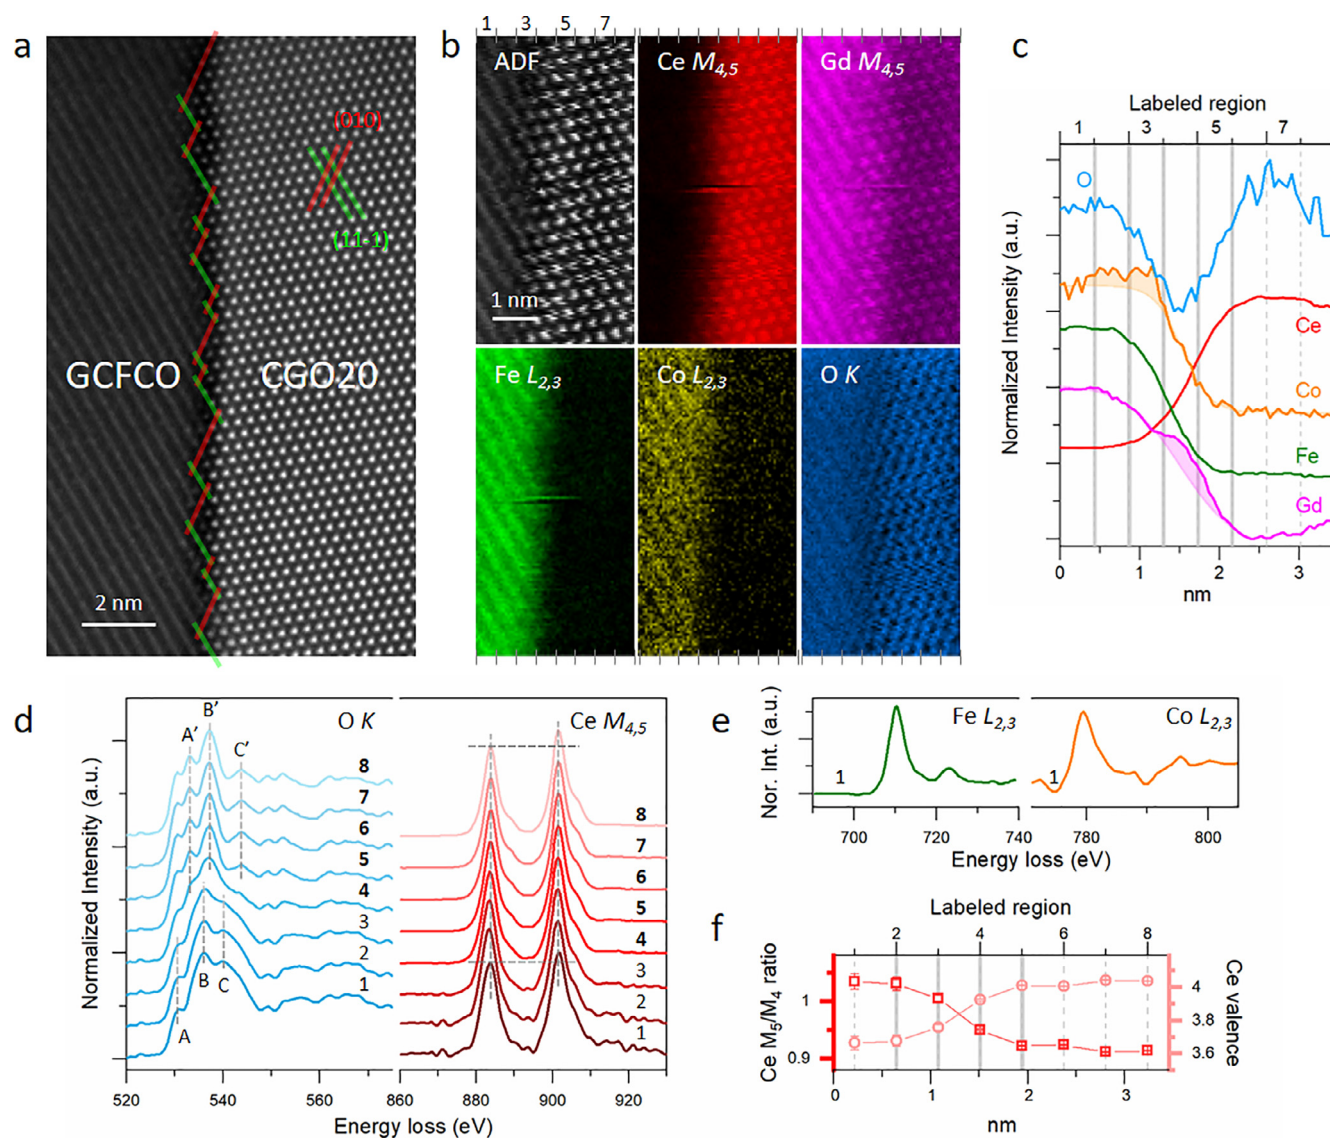 a
(010)
(11-1)
GCFCO
CGO20
2 nm
b
1 3 5 7
ADF
Ce M4,5
Gd M4,5
1 nm
Fe L2,3
Co L2,3
O K
c
Labeled region
1 3 5 7
Normalized Intensity (a.u.)
O
Ce
Co
Fe
Gd
0 1 2 3
nm
d
Normalized Intensity (a.u.)
O K
Ce M4,5
A'
B'
C'
8
7
6
5
4
3
2
1
A
B
C
8
7
6
5
4
3
2
1
520 540 560 860 880 900 920
Energy loss (eV)
e
Nor. Int. (a.u.)
Fe L2,3
Co L2,3
1
1
700 720 740 780 800
Energy loss (eV)
f
Labeled region
2 4 6 8
Ce M5/M4 ratio
1
0.9
Ce valence
4
3.8
3.6
0 1 2 3
nm